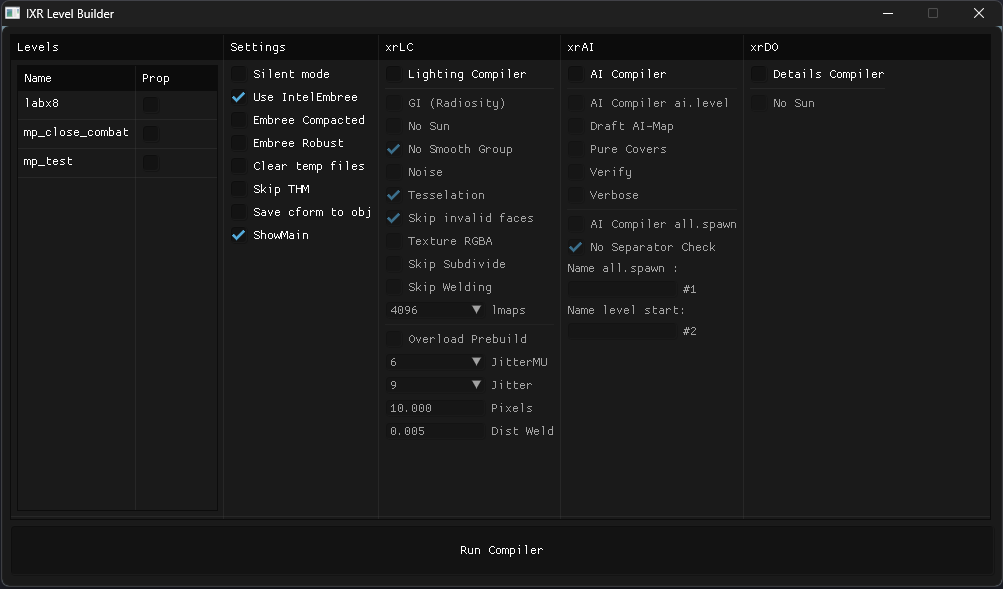 IXR Level Builder
Levels
Name Prop
labx8
mp_close_combat
mp_test
Settings
Silent mode
Use IntelEmbree
Embree Compacted
Embree Robust
Clear temp files
Skip THM
Save cform to obj
ShowMain
xrLC
Lighting Compiler
GI (Radiosity)
No Sun
No Smooth Group
Noise
Tesselation
Skip invalid faces
Texture RGBA
Skip Subdivide
Skip Welding
4096 lmaps
Overload Prebuild
6 JitterMU
9 Jitter
10.000 Pixels
0.005 Dist Weld
xrAI
AI Compiler
AI Compiler ai.level
Draft AI-Map
Pure Covers
Verify
Verbose
AI Compiler all.spawn
No Separator Check
Name all.spawn :
#1
Name level start:
#2
xrDO
Details Compiler
No Sun
Run Compiler